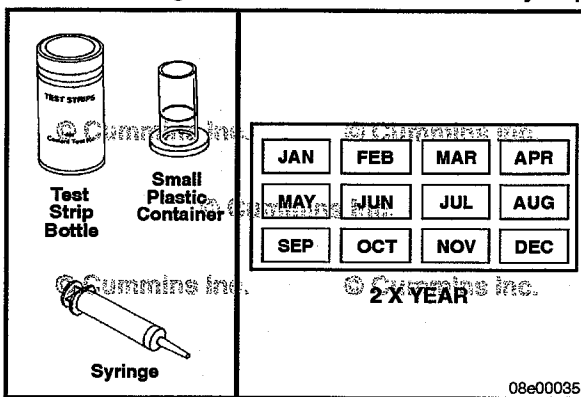 TEST STRIPS
Test
Strip
Bottle
Small
Plastic
Container
Syringe
© Cummins Inc.
© Cummins Inc.
© Cummins Inc.
© Cummins Inc.
© Cummins Inc.
JAN FEB MAR APR
MAY JUN JUL AUG
SEP OCT NOV DEC
2 X YEAR
08e00035